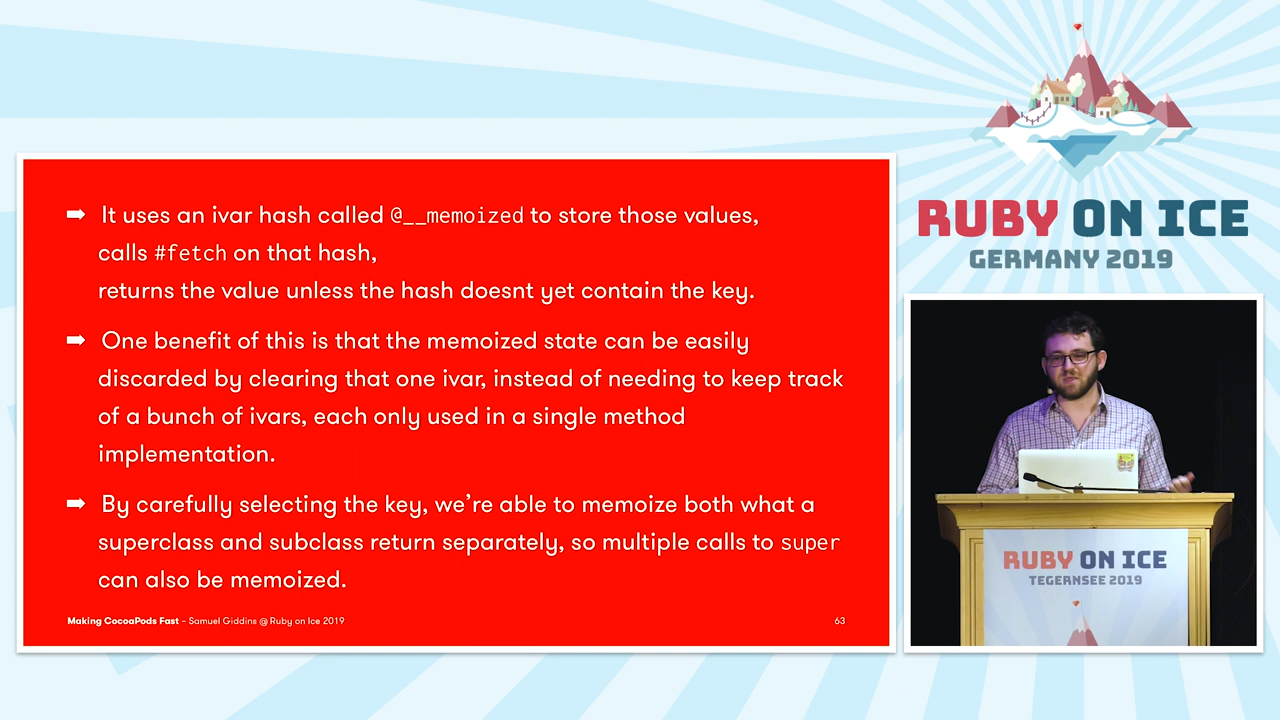 RUBY ON ICE
GERMANY 2019
➡ It uses an ivar hash called @__memoized to store those values,
calls #fetch on that hash,
returns the value unless the hash doesnt yet contain the key.
➡ One benefit of this is that the memoized state can be easily
discarded by clearing that one ivar, instead of needing to keep track
of a bunch of ivars, each only used in a single method
implementation.
➡ By carefully selecting the key, we’re able to memoize both what a
superclass and subclass return separately, so multiple calls to super
can also be memoized.
Making CocoaPods Fast – Samuel Giddins @ Ruby on Ice 2019
63
RUBY ON ICE
TEGERNSEE 2019